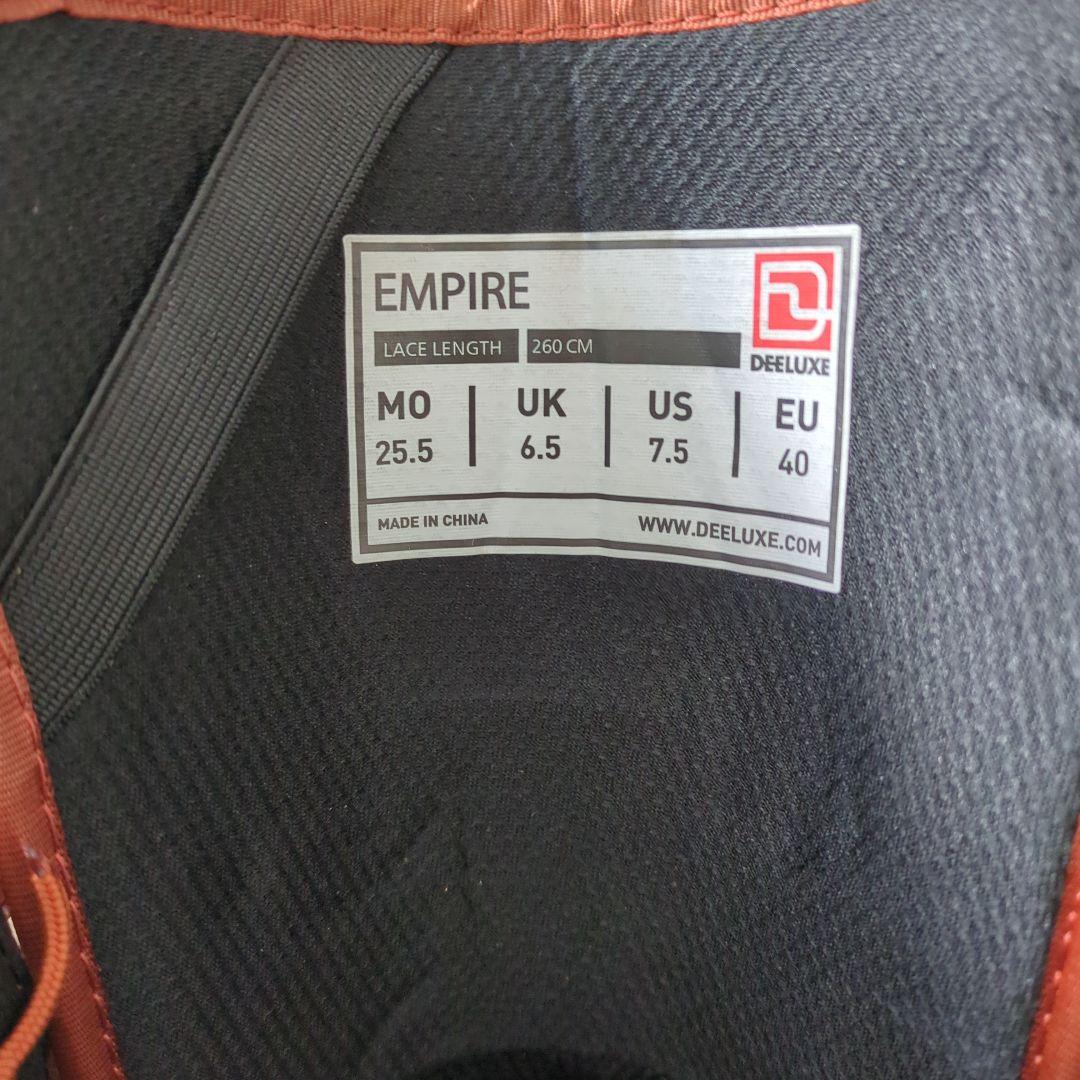 EMPIRE
DEELUXE
LACE LENGTH 260 CM
MO UK US EU
25.5 6.5 7.5 40
MADE IN CHINA
WWW.DEELUXE.COM